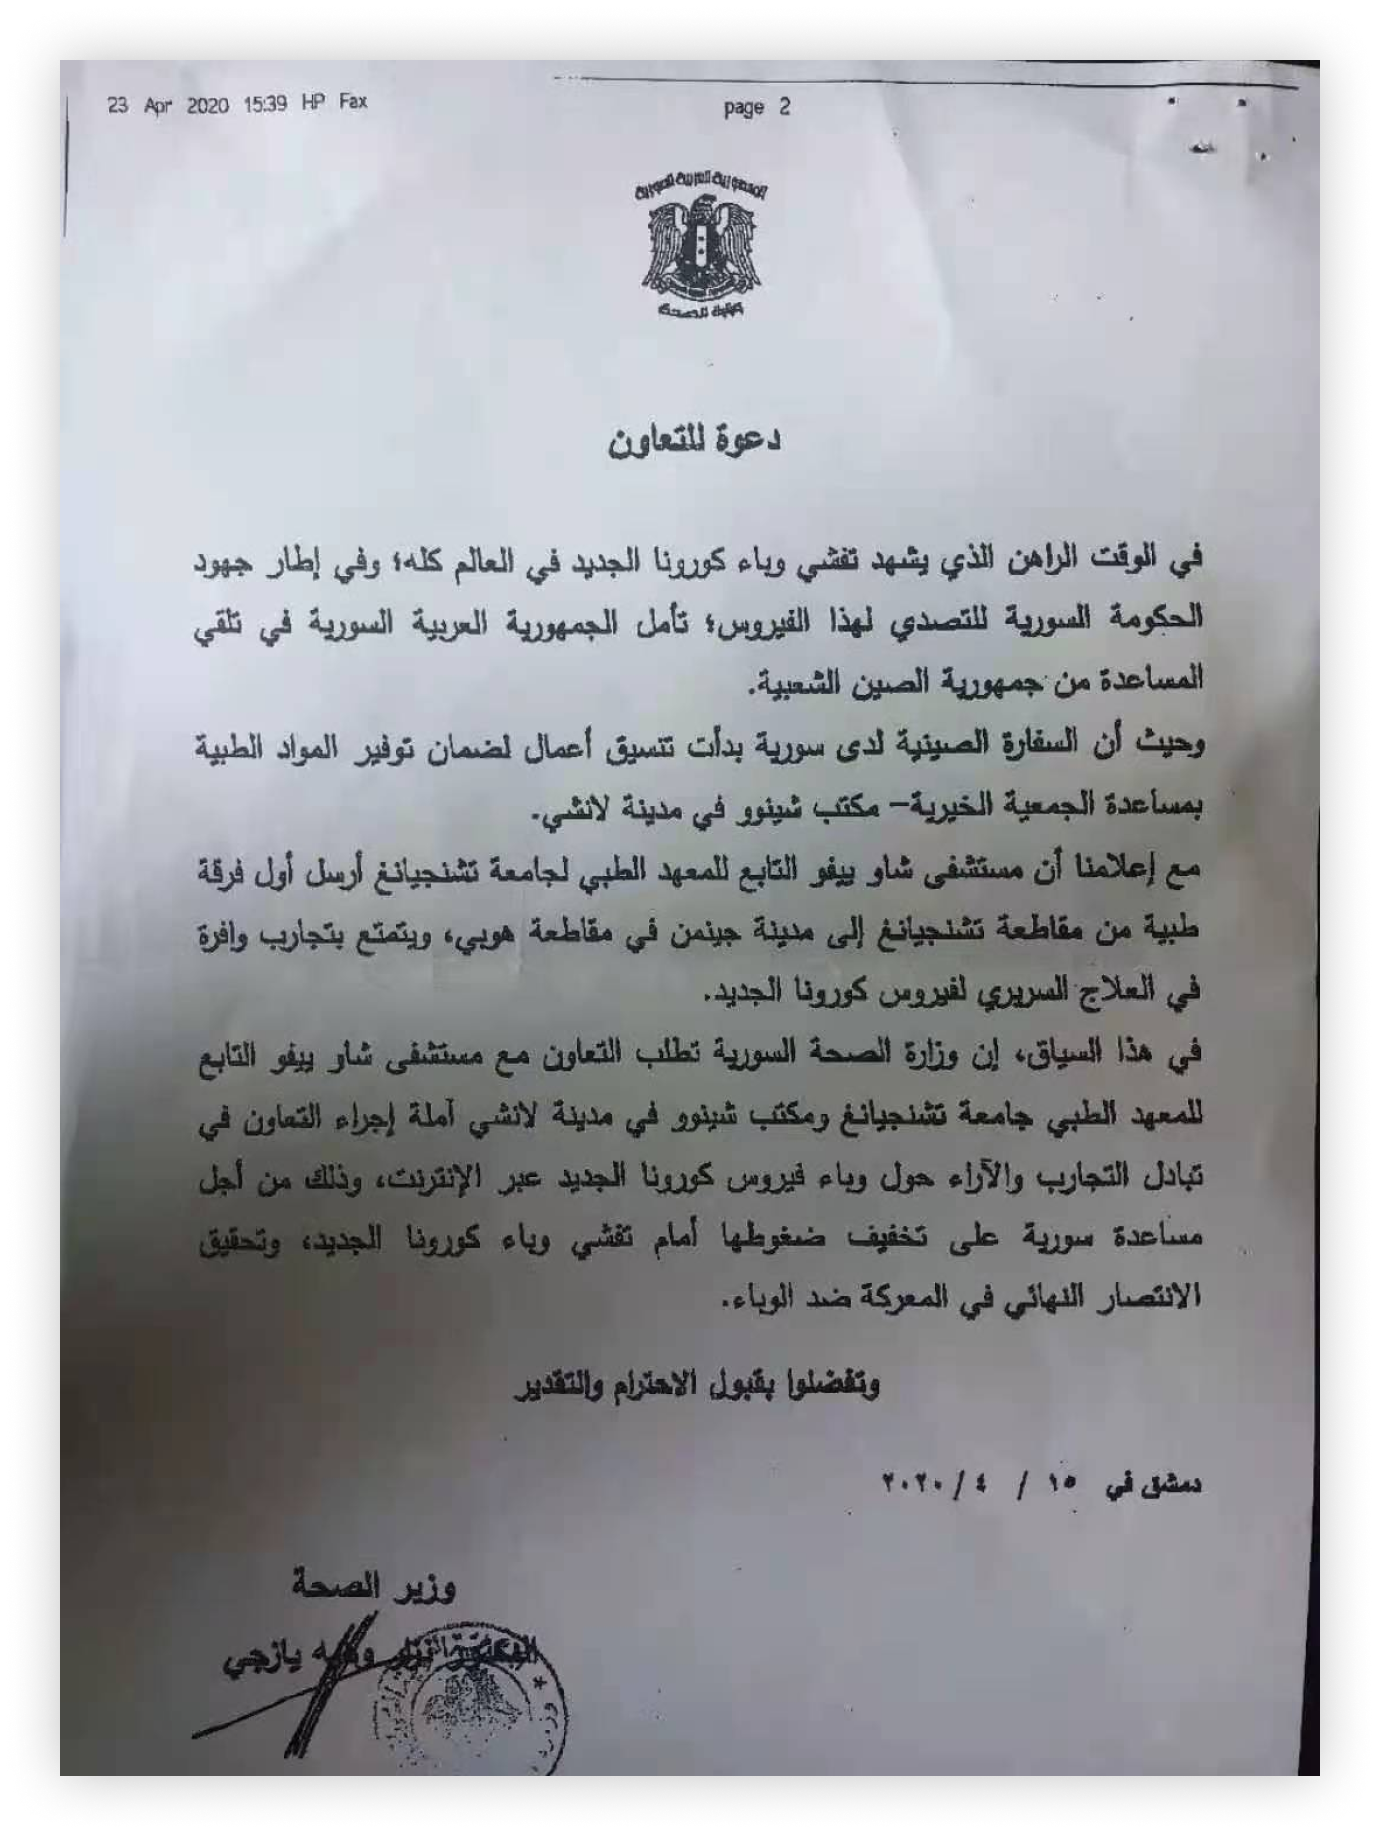 23 Apr 2020 15:39 HP Fax
page 2
الجمهورية العربية السورية
وزارة الصحة
دعوة للتعاون
في الوقت الراهن الذي يشهد تفشي وباء كورونا الجديد في العالم كله؛ وفي إطار جهود
الحكومة السورية للتصدي لهذا الفيروس؛ تأمل الجمهورية العربية السورية في تلقي
المساعدة من جمهورية الصين الشعبية.
وحيث أن السفارة الصينية لدى سورية بدأت تنسيق أعمال لضمان توفير المواد الطبية
بمساعدة الجمعية الخيرية- مكتب شينوو في مدينة لانشي.
مع إعلامنا أن مستشفى شاو ييفو التابع للمعهد الطبي لجامعة تشنجيانغ أرسل أول فرقة
طبية من مقاطعة تشنجيانغ إلى مدينة جينمن في مقاطعة هوبي، ويتمتع بتجارب وافرة
في العلاج السريري لفيروس كورونا الجديد.
في هذا السياق، إن وزارة الصحة السورية تطلب التعاون مع مستشفى شاو ييفو التابع
للمعهد الطبي جامعة تشنجيانغ ومكتب شينوو في مدينة لانشي آملة إجراء التعاون في
تبادل التجارب والآراء حول وباء فيروس كورونا الجديد عبر الإنترنت، وذلك من أجل
مساعدة سورية على تخفيف ضغوطها أمام تفشي وباء كورونا الجديد، وتحقيق
الانتصار النهائي في المعركة ضد الوباء.
وتفضلوا بقبول الاحترام والتقدير
دمشق في ١٥ / ٤ / ٢٠٢٠
وزير الصحة
الدكتور نزار وهبه يازجي